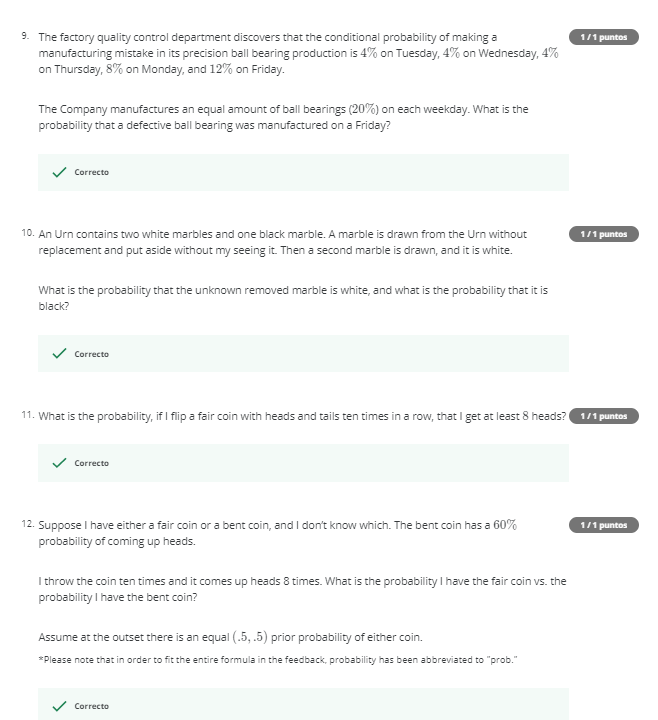 9. The factory quality control department discovers that the conditional probability of making a 1 / 1 puntos
manufacturing mistake in its precision ball bearing production is 4% on Tuesday, 4% on Wednesday, 4%
on Thursday, 8% on Monday, and 12% on Friday.
The Company manufactures an equal amount of ball bearings (20%) on each weekday. What is the
probability that a defective ball bearing was manufactured on a Friday?
Correcto
10. An Urn contains two white marbles and one black marble. A marble is drawn from the Urn without 1 / 1 puntos
replacement and put aside without my seeing it. Then a second marble is drawn, and it is white.
What is the probability that the unknown removed marble is white, and what is the probability that it is
black?
Correcto
11. What is the probability, if I flip a fair coin with heads and tails ten times in a row, that I get at least 8 heads? 1 / 1 puntos
Correcto
12. Suppose I have either a fair coin or a bent coin, and I don't know which. The bent coin has a 60% 1 / 1 puntos
probability of coming up heads.
I throw the coin ten times and it comes up heads 8 times. What is the probability I have the fair coin vs. the
probability I have the bent coin?
Assume at the outset there is an equal (.5, .5) prior probability of either coin.
*Please note that in order to fit the entire formula in the feedback, probability has been abbreviated to "prob."
Correcto